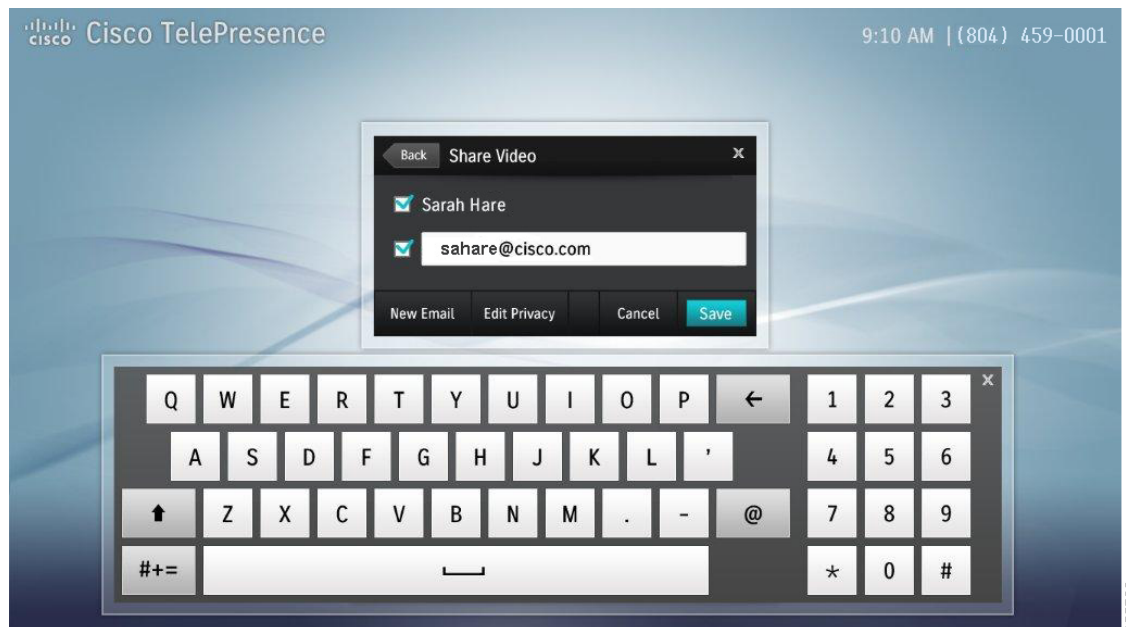 CISCO Cisco TelePresence 9:10 AM | (804) 459-0001
Back Share Video x
Sarah Hare
sahare@cisco.com
New Email Edit Privacy Cancel Save
Q W E R T Y U I O P ← 1 2 3 x
A S D F G H J K L ' 4 5 6
Z X C V B N M . - @ 7 8 9
#+= * 0 #